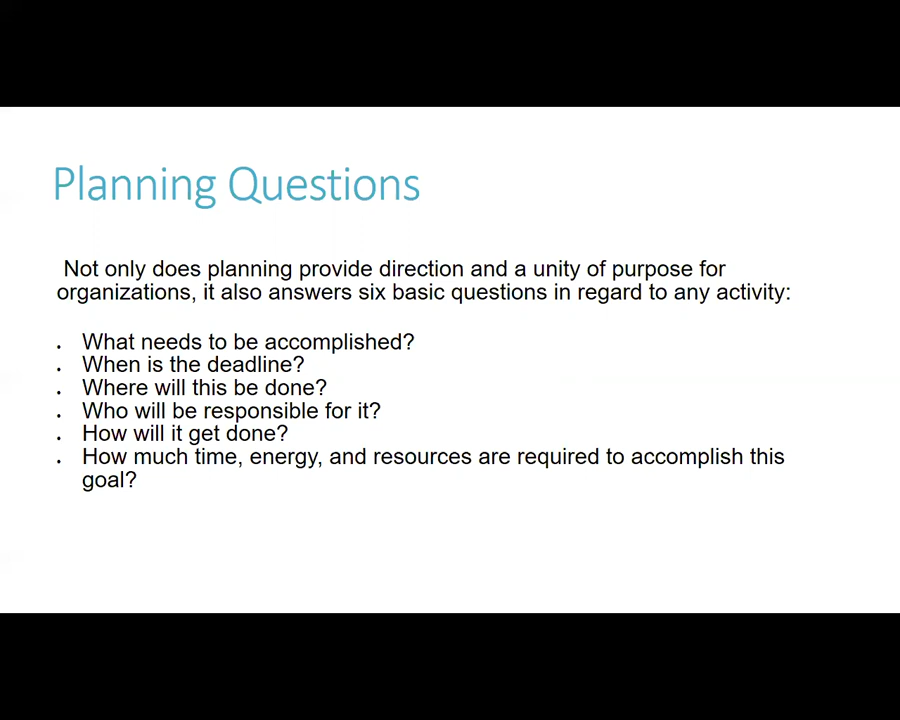 Planning Questions
Not only does planning provide direction and a unity of purpose for
organizations, it also answers six basic questions in regard to any activity:
• What needs to be accomplished?
• When is the deadline?
• Where will this be done?
• Who will be responsible for it?
• How will it get done?
• How much time, energy, and resources are required to accomplish this
goal?